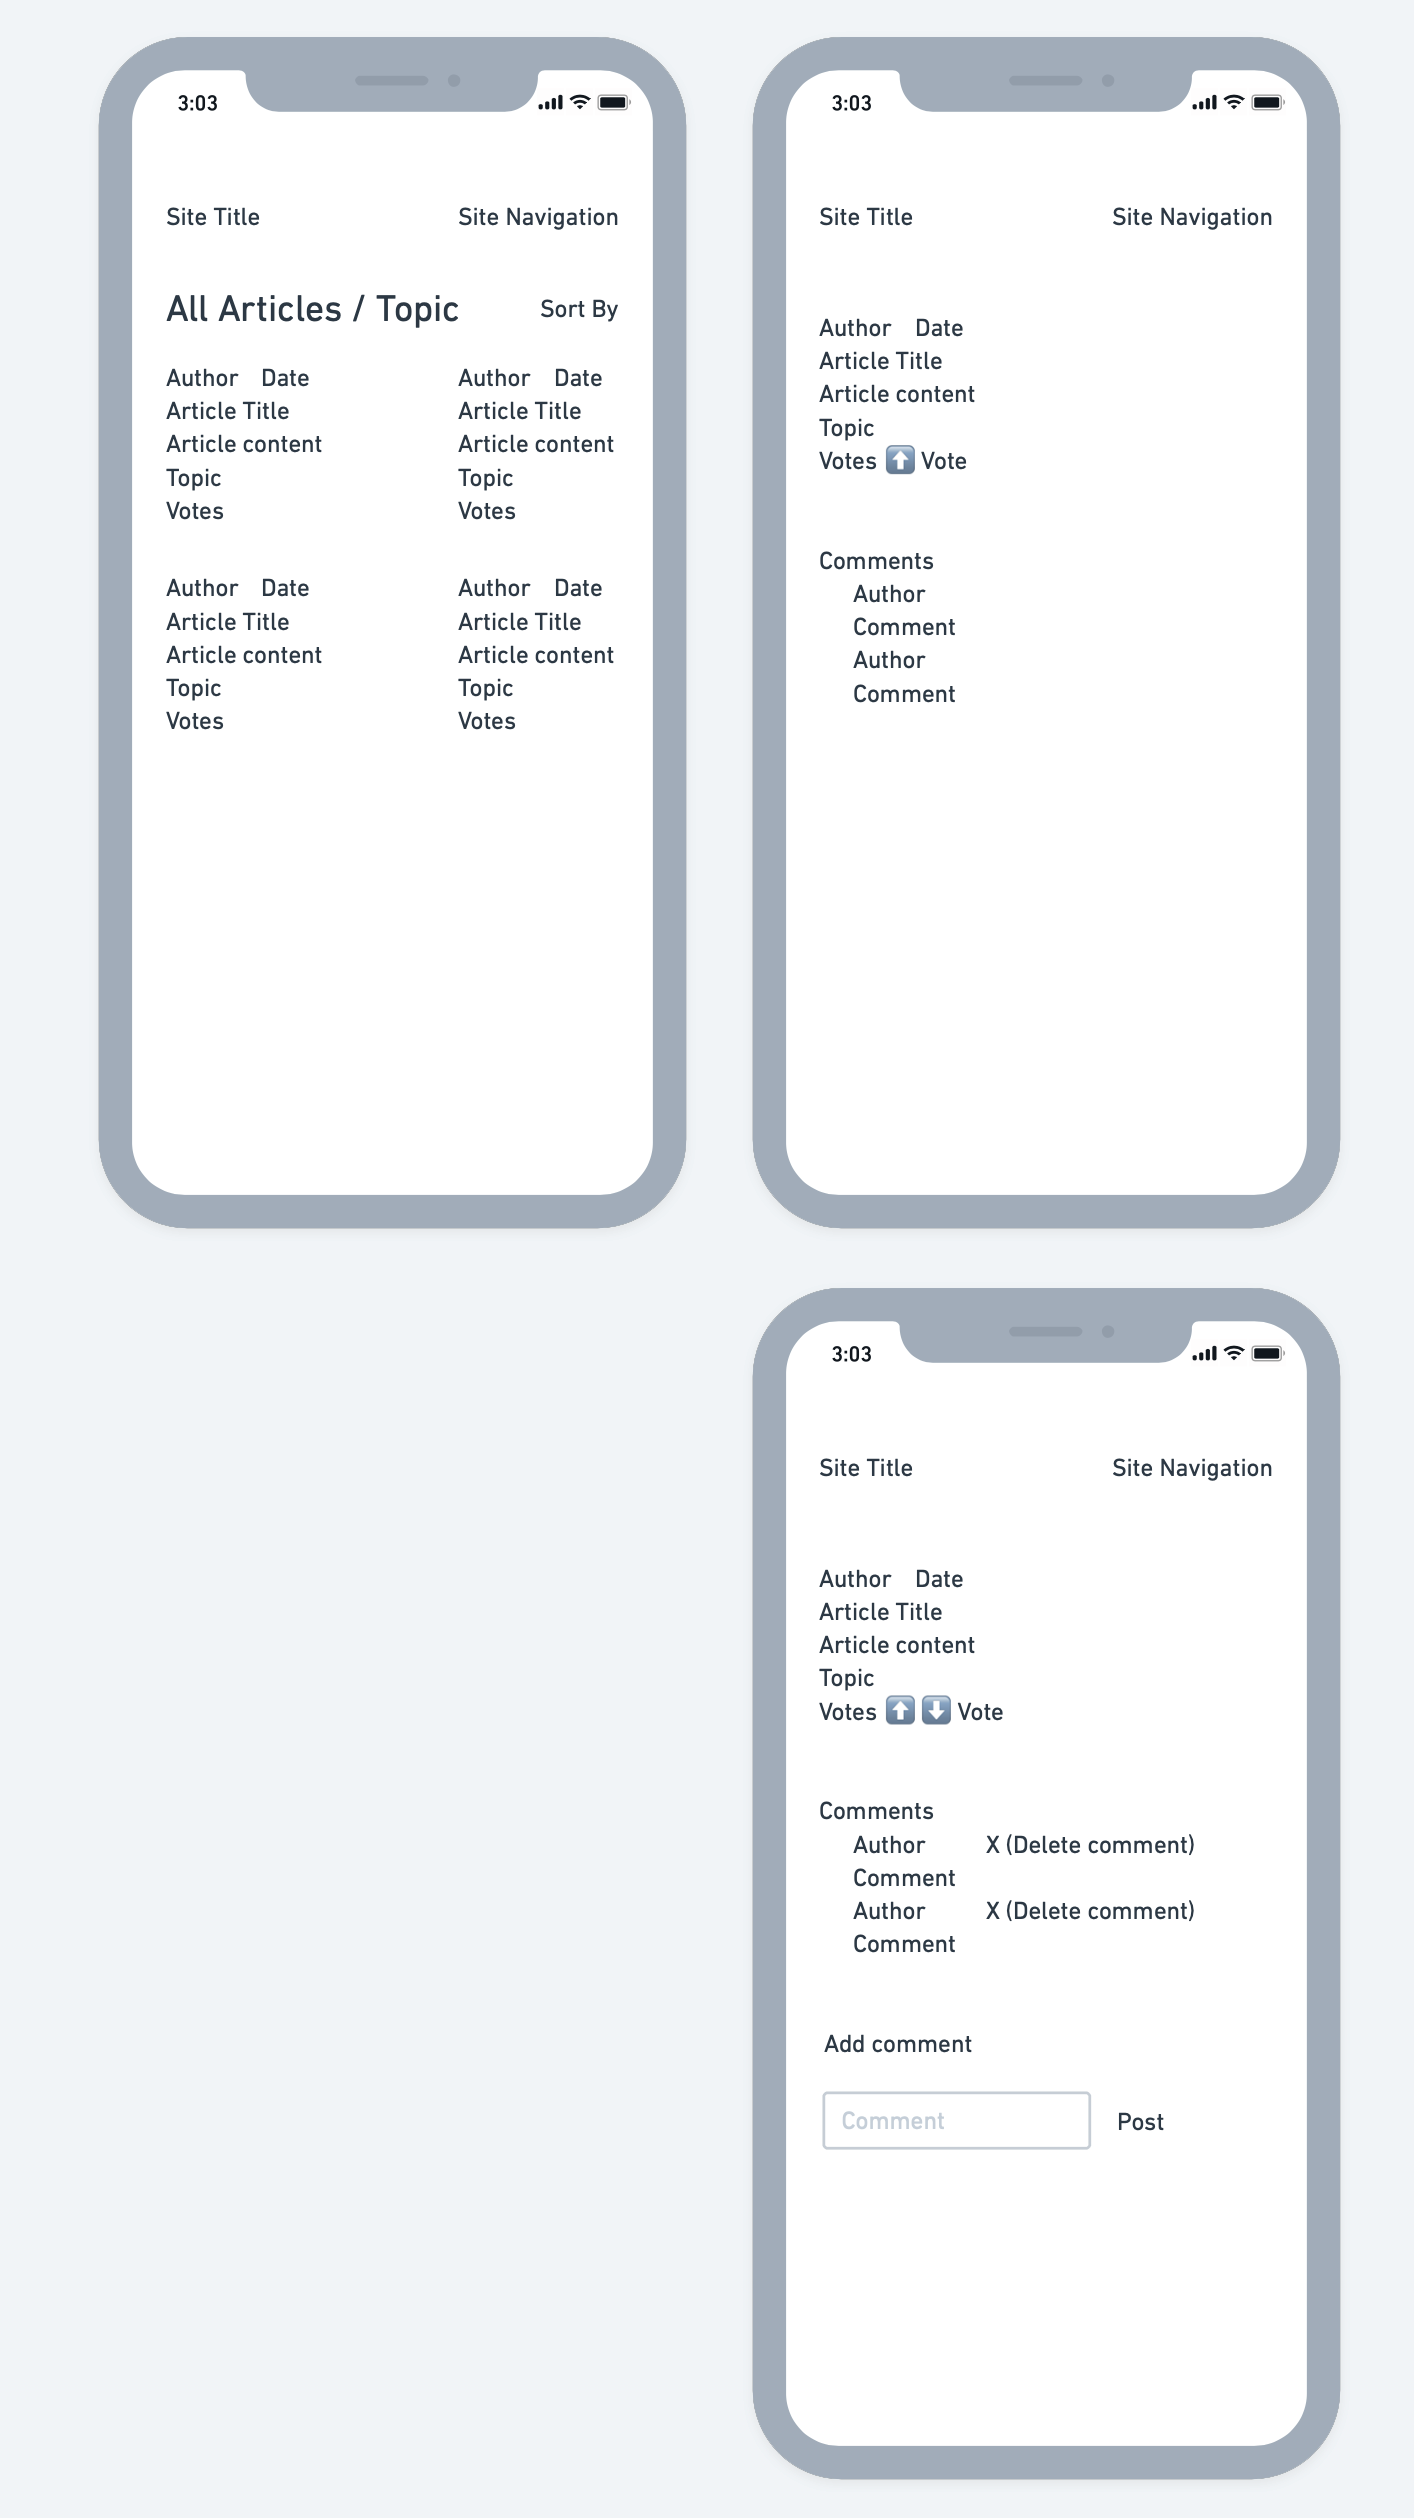 3:03
Site Title Site Navigation
All Articles / Topic Sort By
Author Date Author Date
Article Title Article Title
Article content Article content
Topic Topic
Votes Votes
Author Date Author Date
Article Title Article Title
Article content Article content
Topic Topic
Votes Votes
3:03
Site Title Site Navigation
Author Date
Article Title
Article content
Topic
Votes ⬆️ Vote
Comments
Author
Comment
Author
Comment
3:03
Site Title Site Navigation
Author Date
Article Title
Article content
Topic
Votes ⬆️ ⬇️ Vote
Comments
Author X (Delete comment)
Comment
Author X (Delete comment)
Comment
Add comment
Comment Post